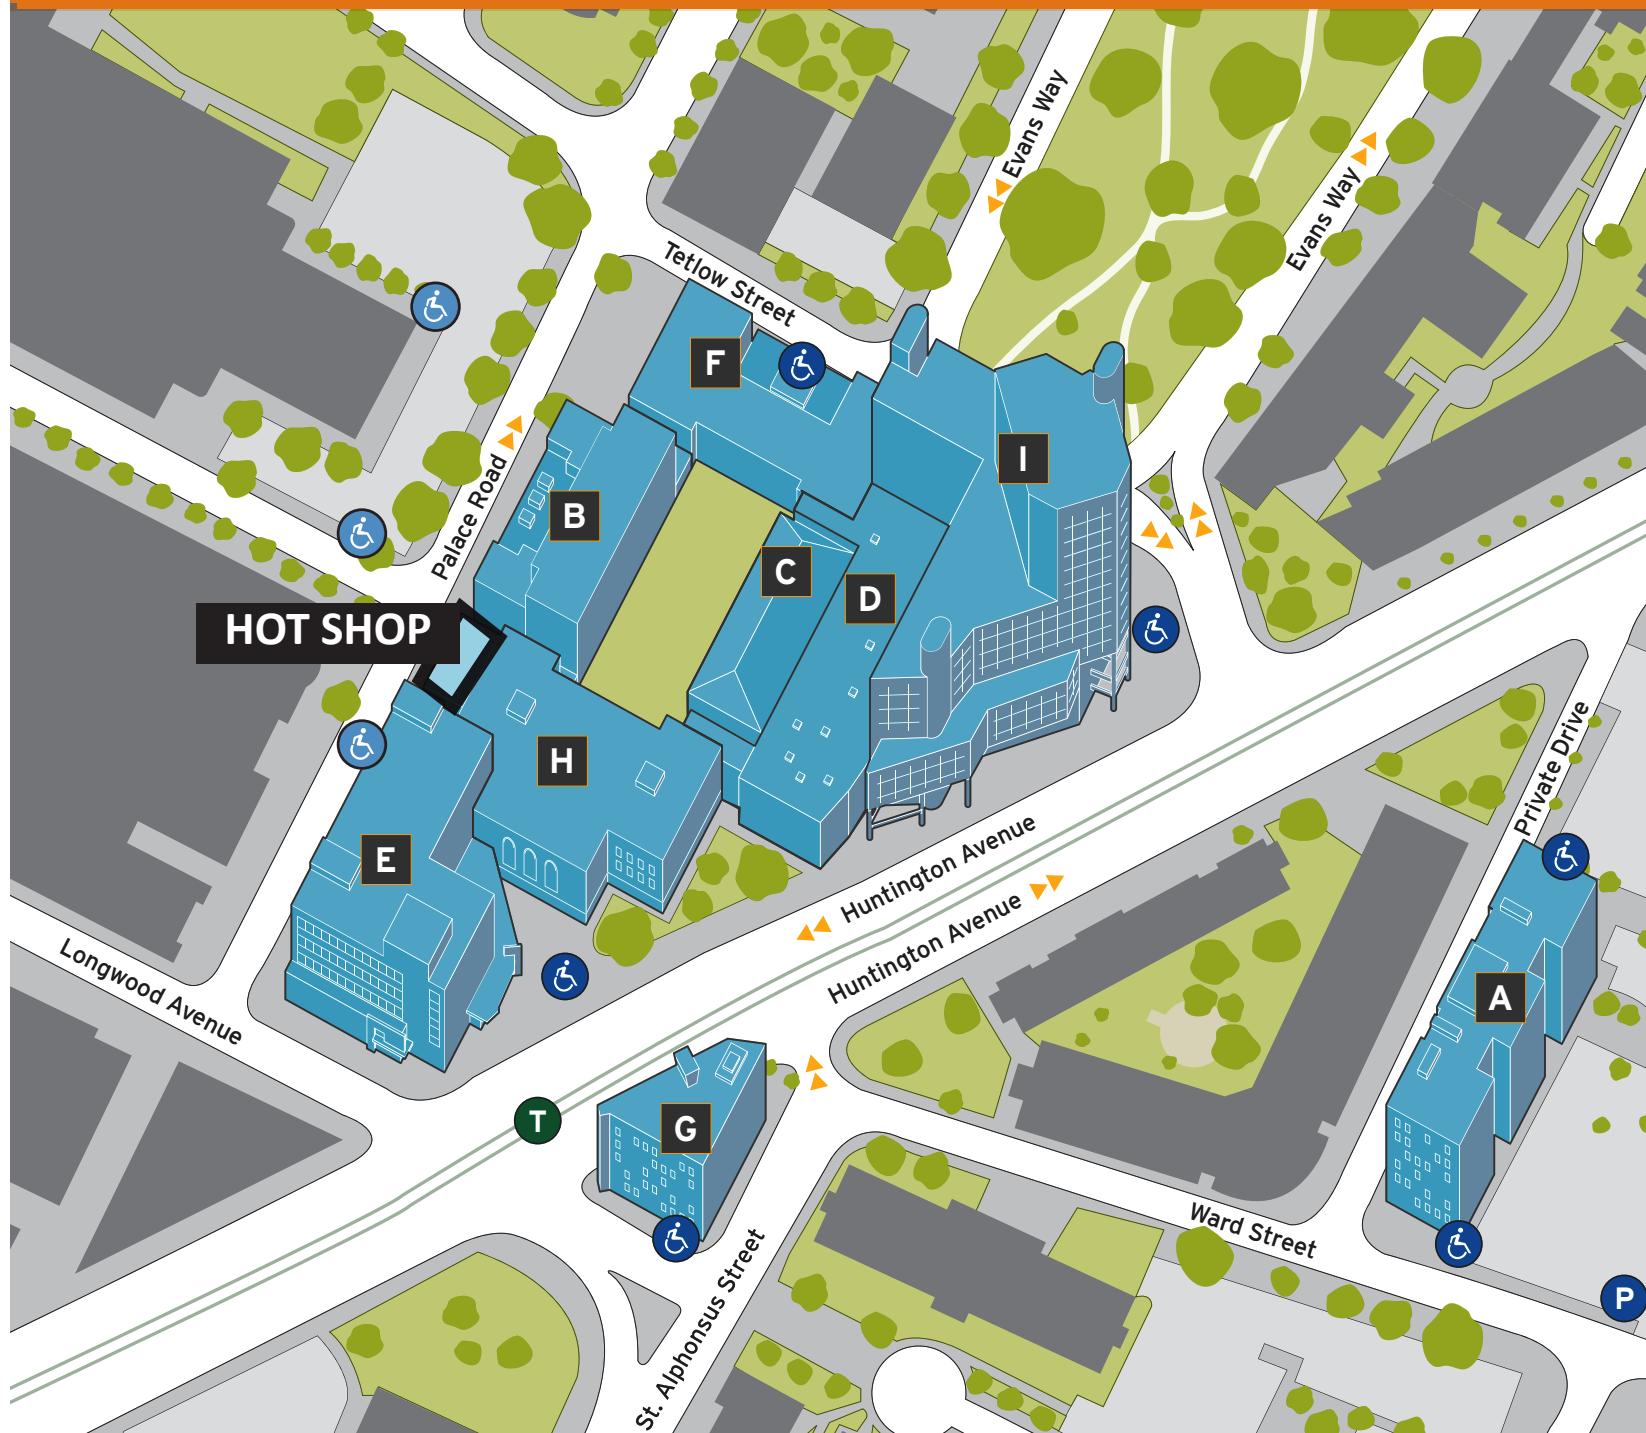 Evans Way
Evans Way
Tetlow Street
F
I
Palace Road
B
C
D
HOT SHOP
H
E
Private Drive
Huntington Avenue
Huntington Avenue
Longwood Avenue
A
T
G
Ward Street
St. Alphonsus Street
P